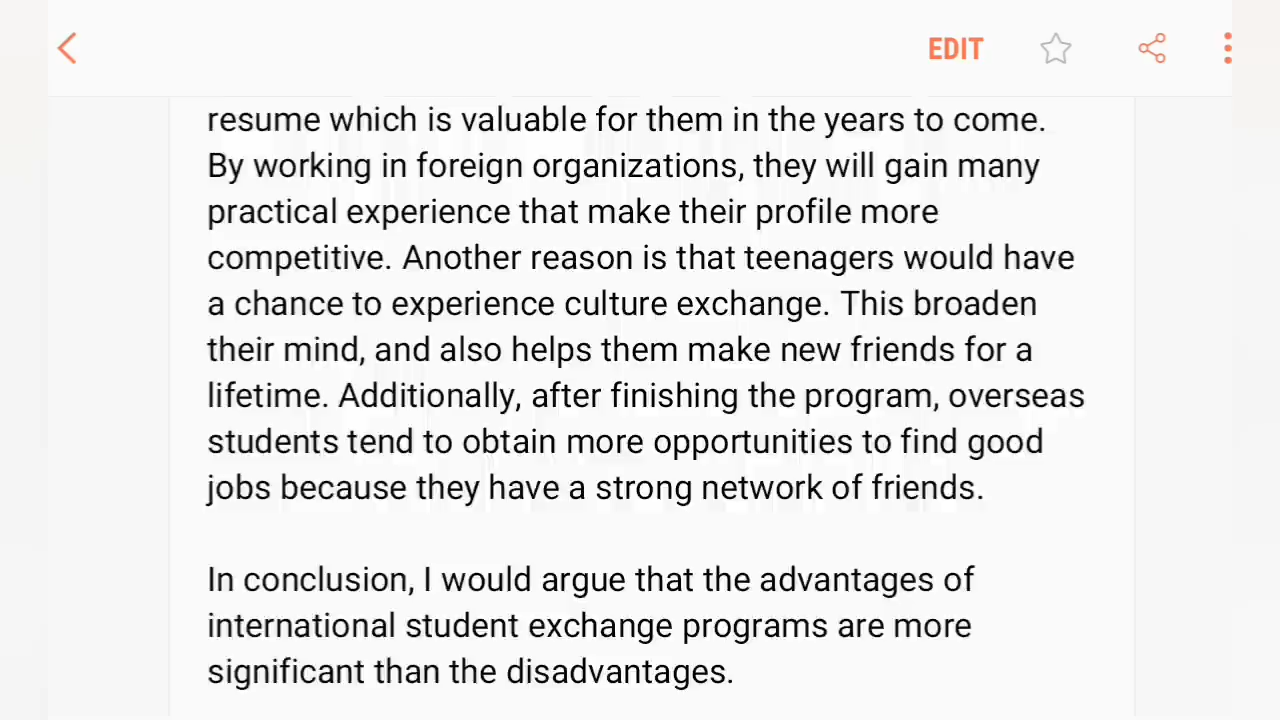 EDIT
resume which is valuable for them in the years to come.
By working in foreign organizations, they will gain many
practical experience that make their profile more
competitive. Another reason is that teenagers would have
a chance to experience culture exchange. This broaden
their mind, and also helps them make new friends for a
lifetime. Additionally, after finishing the program, overseas
students tend to obtain more opportunities to find good
jobs because they have a strong network of friends.
In conclusion, I would argue that the advantages of
international student exchange programs are more
significant than the disadvantages.